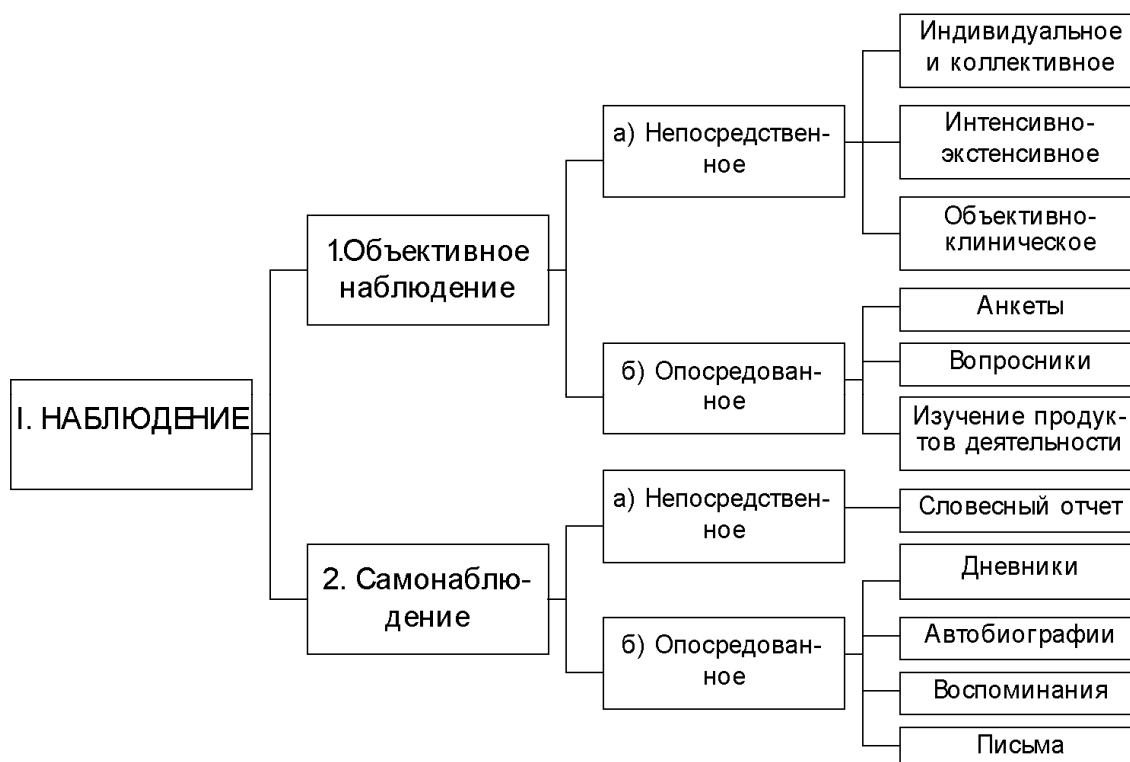 I. НАБЛЮДЕНИЕ
1.Объективное
наблюдение
а) Непосредствен-
ное
Индивидуальное
и коллективное
Интенсивно-
экстенсивное
Объективно-
клиническое
б) Опосредован-
ное
Анкеты
Вопросники
Изучение продук-
тов деятельности
2. Самонаблю-
дение
а) Непосредствен-
ное
Словесный отчет
б) Опосредован-
ное
Дневники
Автобиографии
Воспоминания
Письма